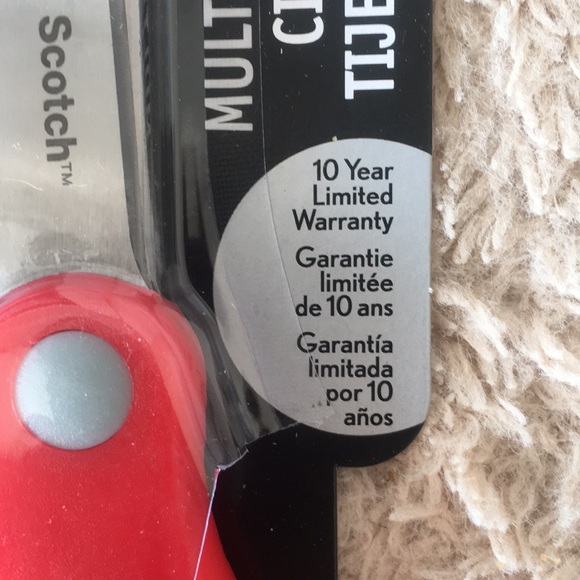 Scotch™
MULT
CI
TIJE
10 Year
Limited
Warranty
Garantie
limitée
de 10 ans
Garantía
limitada
por 10
años